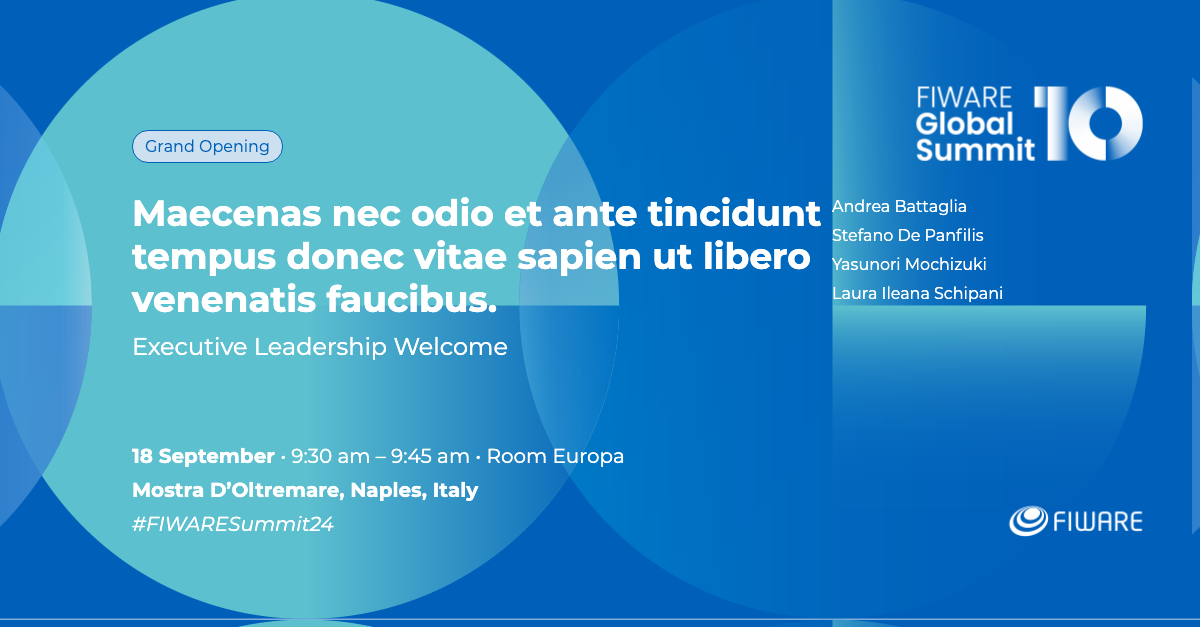 FIWARE
Global
Summit
10
Grand Opening
Maecenas nec odio et ante tincidunt
tempus donec vitae sapien ut libero
venenatis faucibus.
Executive Leadership Welcome
Andrea Battaglia
Stefano De Panfilis
Yasunori Mochizuki
Laura Ileana Schipani
18 September · 9:30 am – 9:45 am · Room Europa
Mostra D’Oltremare, Naples, Italy
#FIWARESummit24
FIWARE